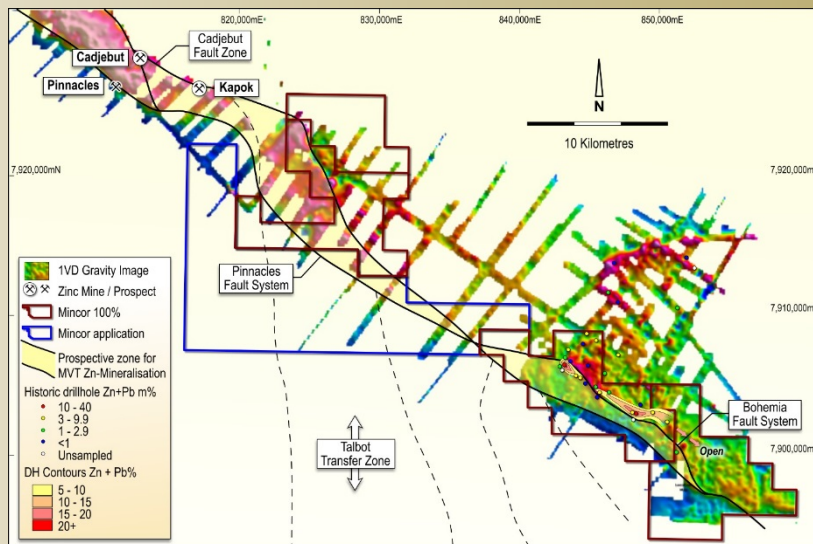 820,000mE
830,000mE
840,000mE
850,000mE
Cadjebut
Fault Zone
Cadjebut
Pinnacles
Kapok
N
10 Kilometres
7,920,000mN
7,920,000mN
Pinnacles
Fault System
7,910,000mN
Bohemia
Fault System
Open
7,900,000mN
Talbot
Transfer Zone
1VD Gravity Image
Zinc Mine / Prospect
Mincor 100%
Mincor application
Prospective zone for
MVT Zn-Mineralisation
Historic drillhole Zn+Pb m%
10 - 40
3 - 9.9
1 - 2.9
<1
Unsampled
DH Contours Zn + Pb%
5 - 10
10 - 15
15 - 20
20+